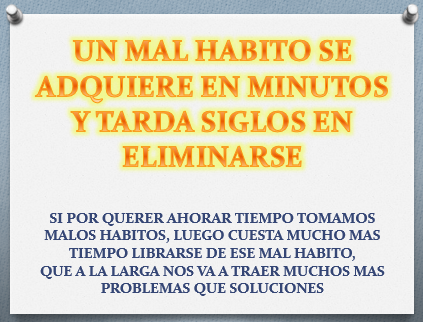 UN MAL HABITO SE
ADQUIERE EN MINUTOS
Y TARDA SIGLOS EN
ELIMINARSE
SI POR QUERER AHORAR TIEMPO TOMAMOS
MALOS HABITOS, LUEGO CUESTA MUCHO MAS
TIEMPO LIBRARSE DE ESE MAL HABITO,
QUE A LA LARGA NOS VA A TRAER MUCHOS MAS
PROBLEMAS QUE SOLUCIONES